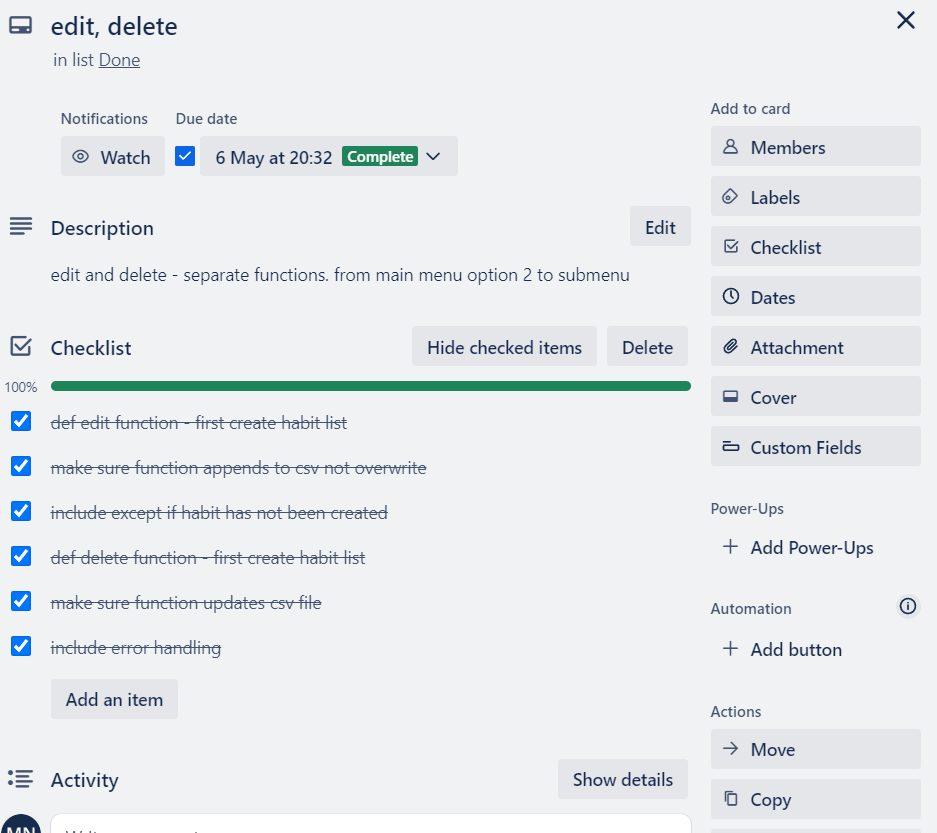 edit, delete
in list Done
Notifications
Due date
Watch
6 May at 20:32 Complete
Description
Edit
edit and delete - separate functions. from main menu option 2 to submenu
Checklist
Hide checked items
Delete
100%
def edit function - first create habit list
make sure function appends to csv not overwrite
include except if habit has not been created
def delete function - first create habit list
make sure function updates csv file
include error handling
Add an item
Activity
Show details
MN
Add to card
Members
Labels
Checklist
Dates
Attachment
Cover
Custom Fields
Power-Ups
Add Power-Ups
Automation
Add button
Actions
Move
Copy